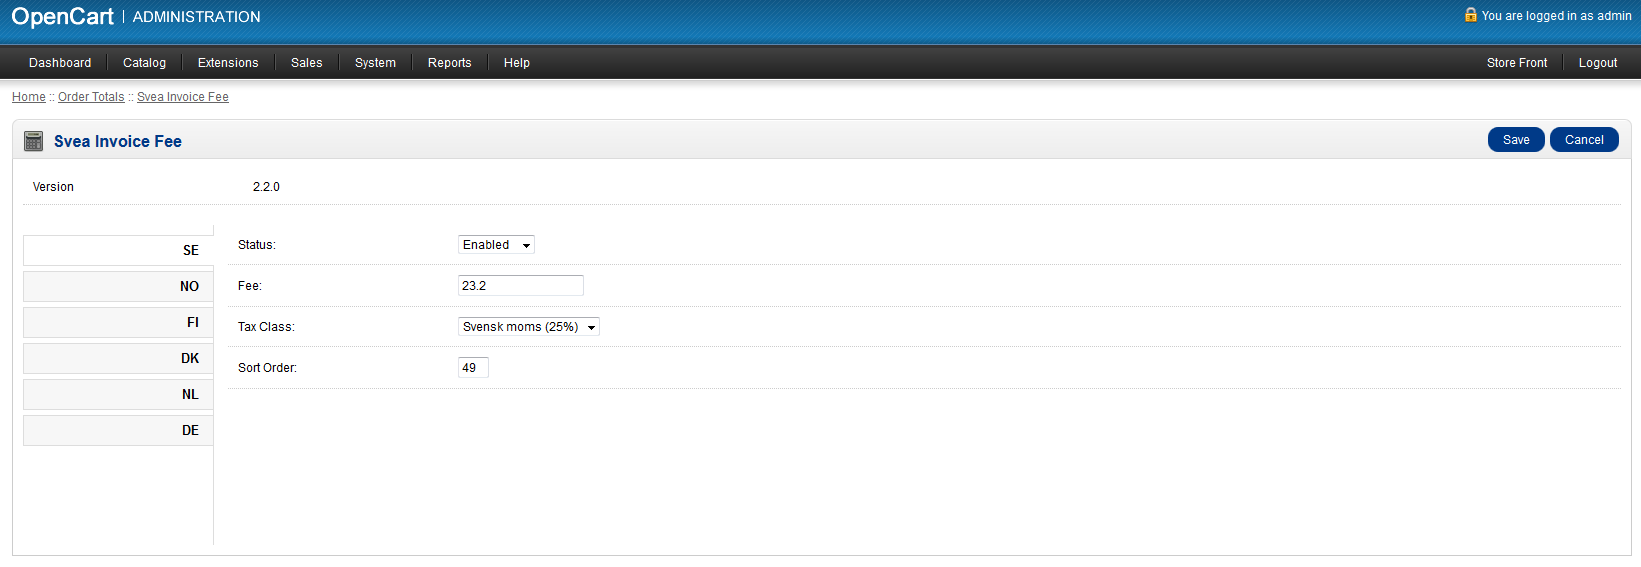 OpenCart | ADMINISTRATION
You are logged in as admin
Dashboard Catalog Extensions Sales System Reports Help Store Front Logout
Home :: Order Totals :: Svea Invoice Fee
Svea Invoice Fee Save Cancel
Version 2.2.0
SE
NO
FI
DK
NL
DE
Status: Enabled
Fee: 23.2
Tax Class: Svensk moms (25%)
Sort Order: 49